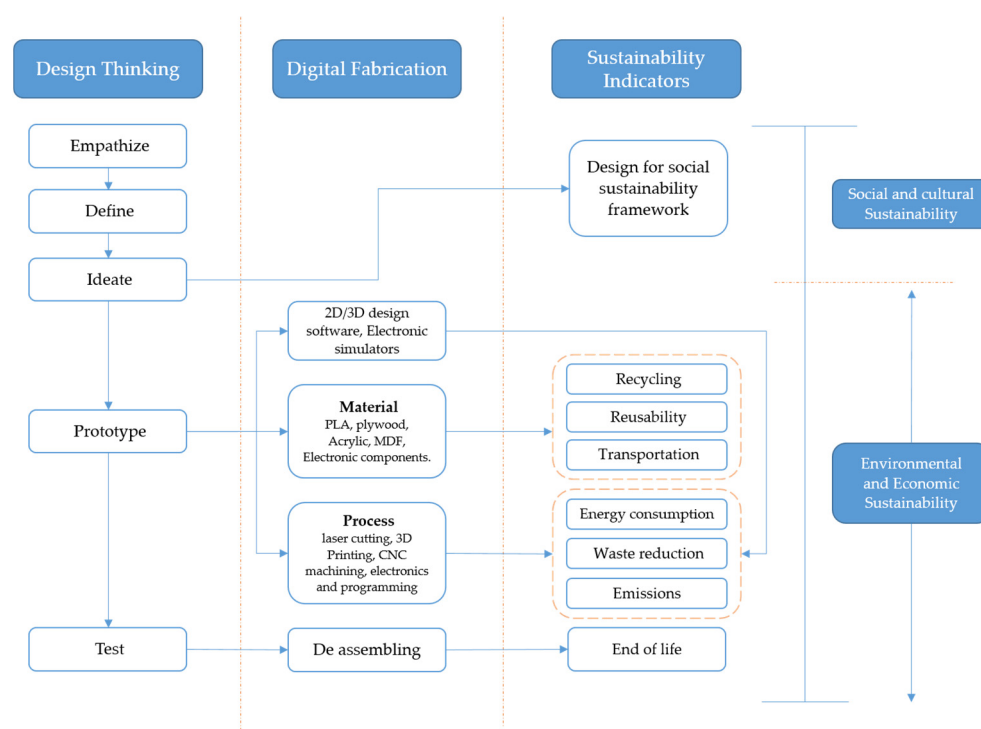 Design Thinking
Digital Fabrication
Sustainability
Indicators
Empathize
Define
Ideate
Design for social
sustainability
framework
Social and cultural
Sustainability
2D/3D design
software, Electronic
simulators
Prototype
Material
PLA, plywood,
Acrylic, MDF,
Electronic components.
Recycling
Reusability
Transportation
Process
laser cutting, 3D
Printing, CNC
machining, electronics
and programming
Energy consumption
Waste reduction
Emissions
Environmental
and Economic
Sustainability
Test
De assembling
End of life